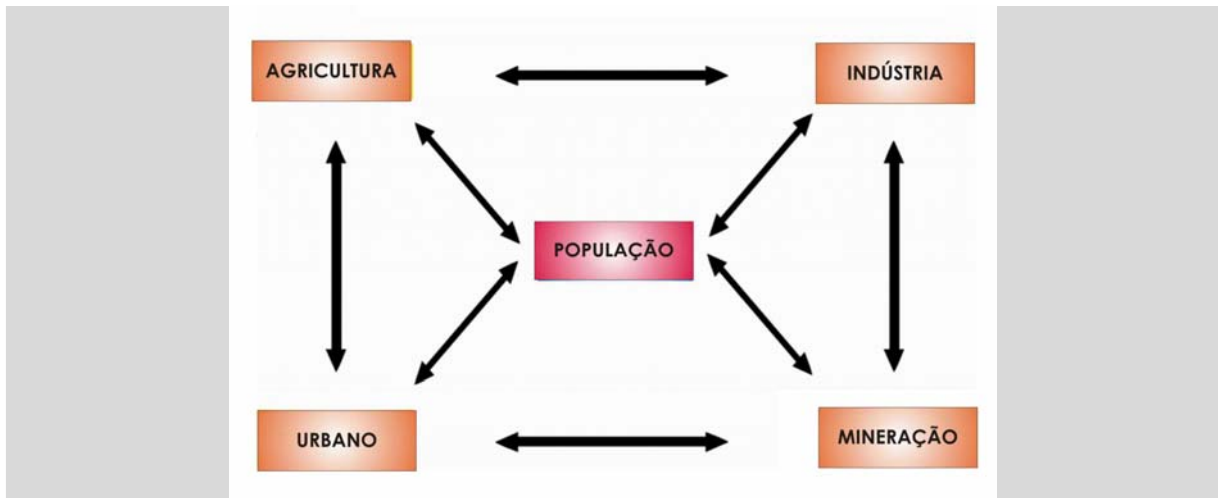 AGRICULTURA
INDÚSTRIA
POPULAÇÃO
URBANO
MINERAÇÃO